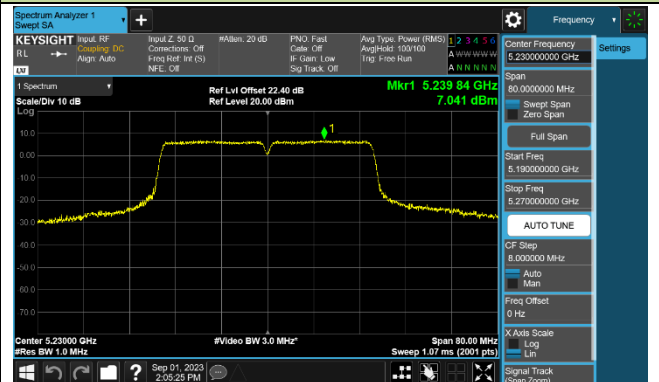 Spectrum Analyzer 1
Swept SA
Frequency
KEYSIGHT
RL
LXI
Input: RF
Coupling: DC
Align: Auto
Input Z: 50 Ω
Corrections: Off
Freq Ref: Int (S)
NFE: Off
#Atten: 20 dB
PNO: Fast
Gate: Off
IF Gain: Low
Sig Track: Off
Avg Type: Power (RMS)
Avg|Hold: 100/100
Trig: Free Run
1 2 3 4 5 6
A W W W W W
A N N N N N
1 Spectrum
Scale/Div 10 dB
Log
Ref Lvl Offset 22.40 dB
Ref Level 20.00 dBm
Mkr1 5.239 84 GHz
7.041 dBm
1
10.0
0.00
-10.0
-20.0
-30.0
-40.0
-50.0
-60.0
-70.0
Center 5.23000 GHz
#Res BW 1.0 MHz
#Video BW 3.0 MHz*
Span 80.00 MHz
Sweep 1.07 ms (2001 pts)
Sep 01, 2023
2:05:25 PM
Center Frequency
5.230000000 GHz
Settings
Span
80.0000000 MHz
Swept Span
Zero Span
Full Span
Start Freq
5.190000000 GHz
Stop Freq
5.270000000 GHz
AUTO TUNE
CF Step
8.000000 MHz
Auto
Man
Freq Offset
0 Hz
X Axis Scale
Log
Lin
Signal Track
(Span Zoom)